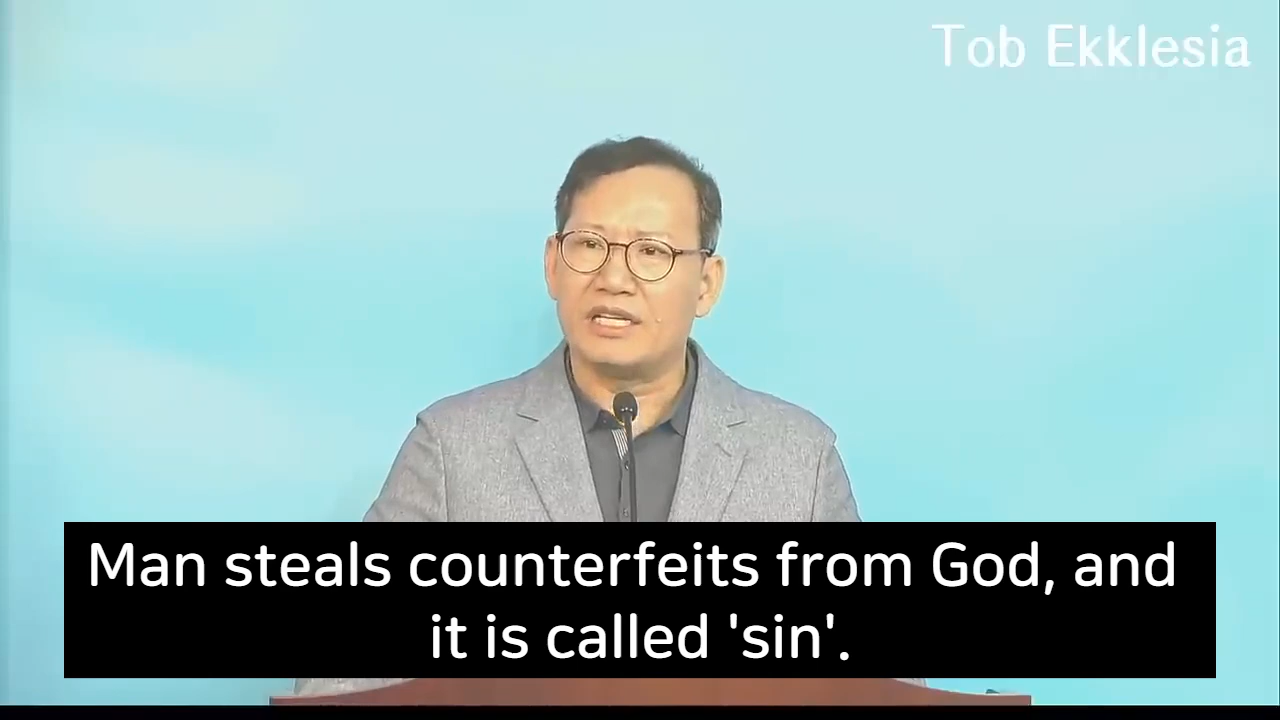 Tob Ekklesia
Man steals counterfeits from God, and
it is called 'sin'.